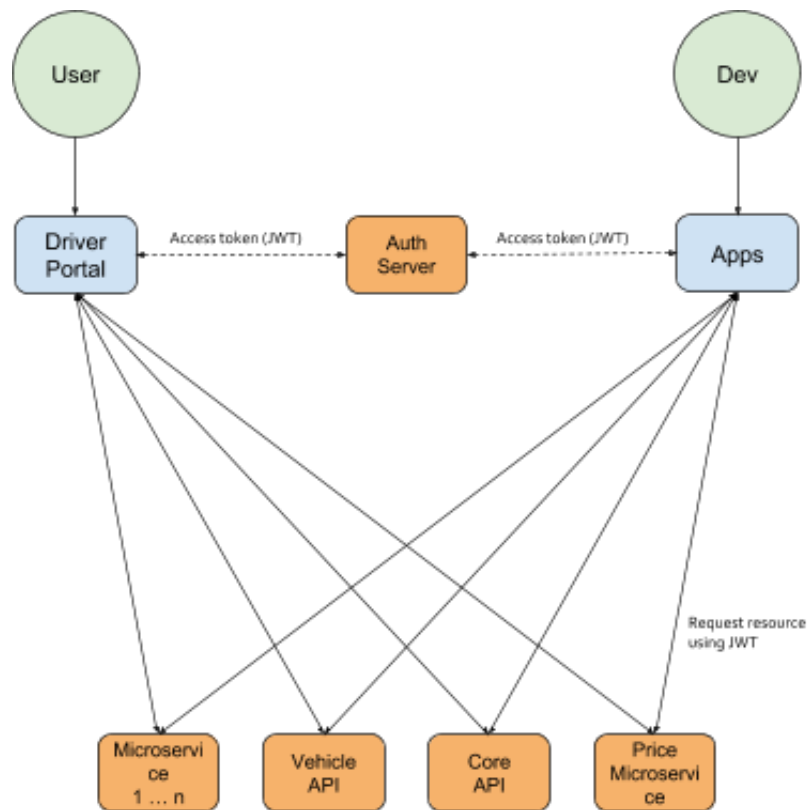 User
Dev
Driver
Portal
Access token (JWT)
Auth
Server
Access token (JWT)
Apps
Request resource
using JWT
Microservi
ce
1 ... n
Vehicle
API
Core
API
Price
Microservi
ce